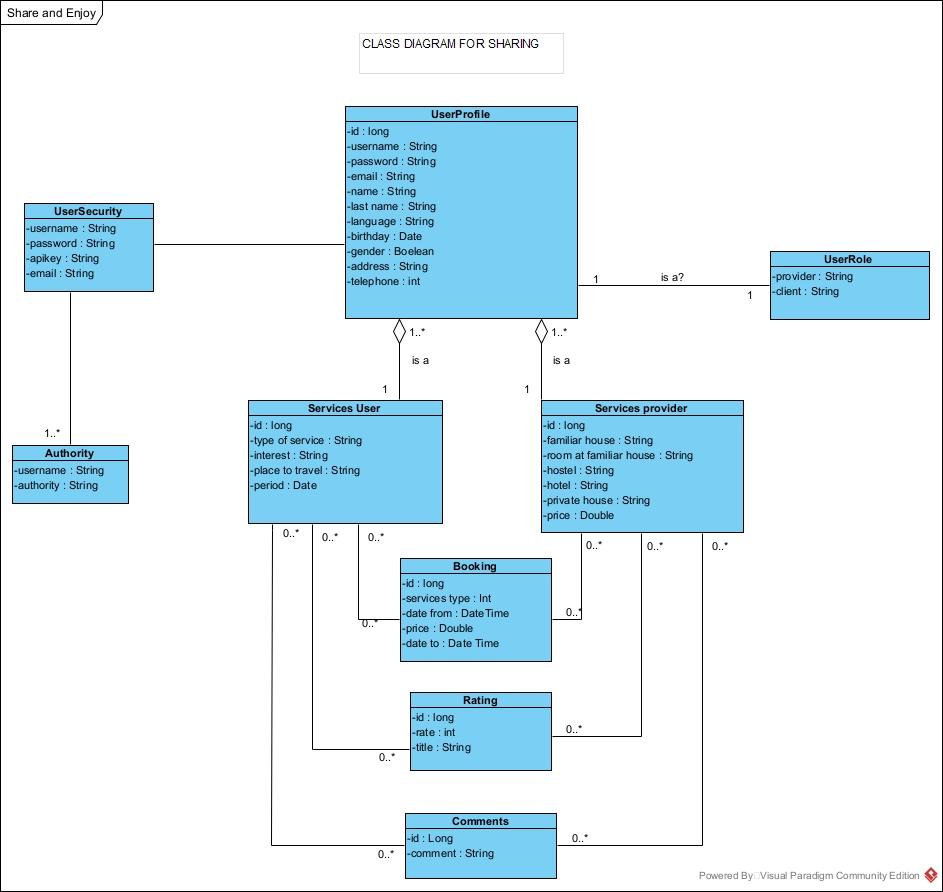 Share and Enjoy
CLASS DIAGRAM FOR SHARING
UserProfile
-id : long
-username : String
-password : String
-email : String
-name : String
-last name : String
-language : String
-birthday : Date
-gender : Boelean
-address : String
-telephone : int
UserSecurity
-username : String
-password : String
-apikey : String
-email : String
UserRole
-provider : String
-client : String
1
is a?
1
1..*
is a
1
1..*
is a
1
1..*
Authority
-username : String
-authority : String
Services User
-id : long
-type of service : String
-interest : String
-place to travel : String
-period : Date
Services provider
-id : long
-familiar house : String
-room at familiar house : String
-hostel : String
-hotel : String
-private house : String
-price : Double
0..*
0..*
0..*
0..*
0..*
0..*
Booking
-id : long
-services type : Int
-date from : DateTime
-price : Double
-date to : Date Time
0..*
0..*
Rating
-id : long
-rate : int
-title : String
0..*
0..*
Comments
-id : Long
-comment : String
0..*
0..*
Powered By Visual Paradigm Community Edition